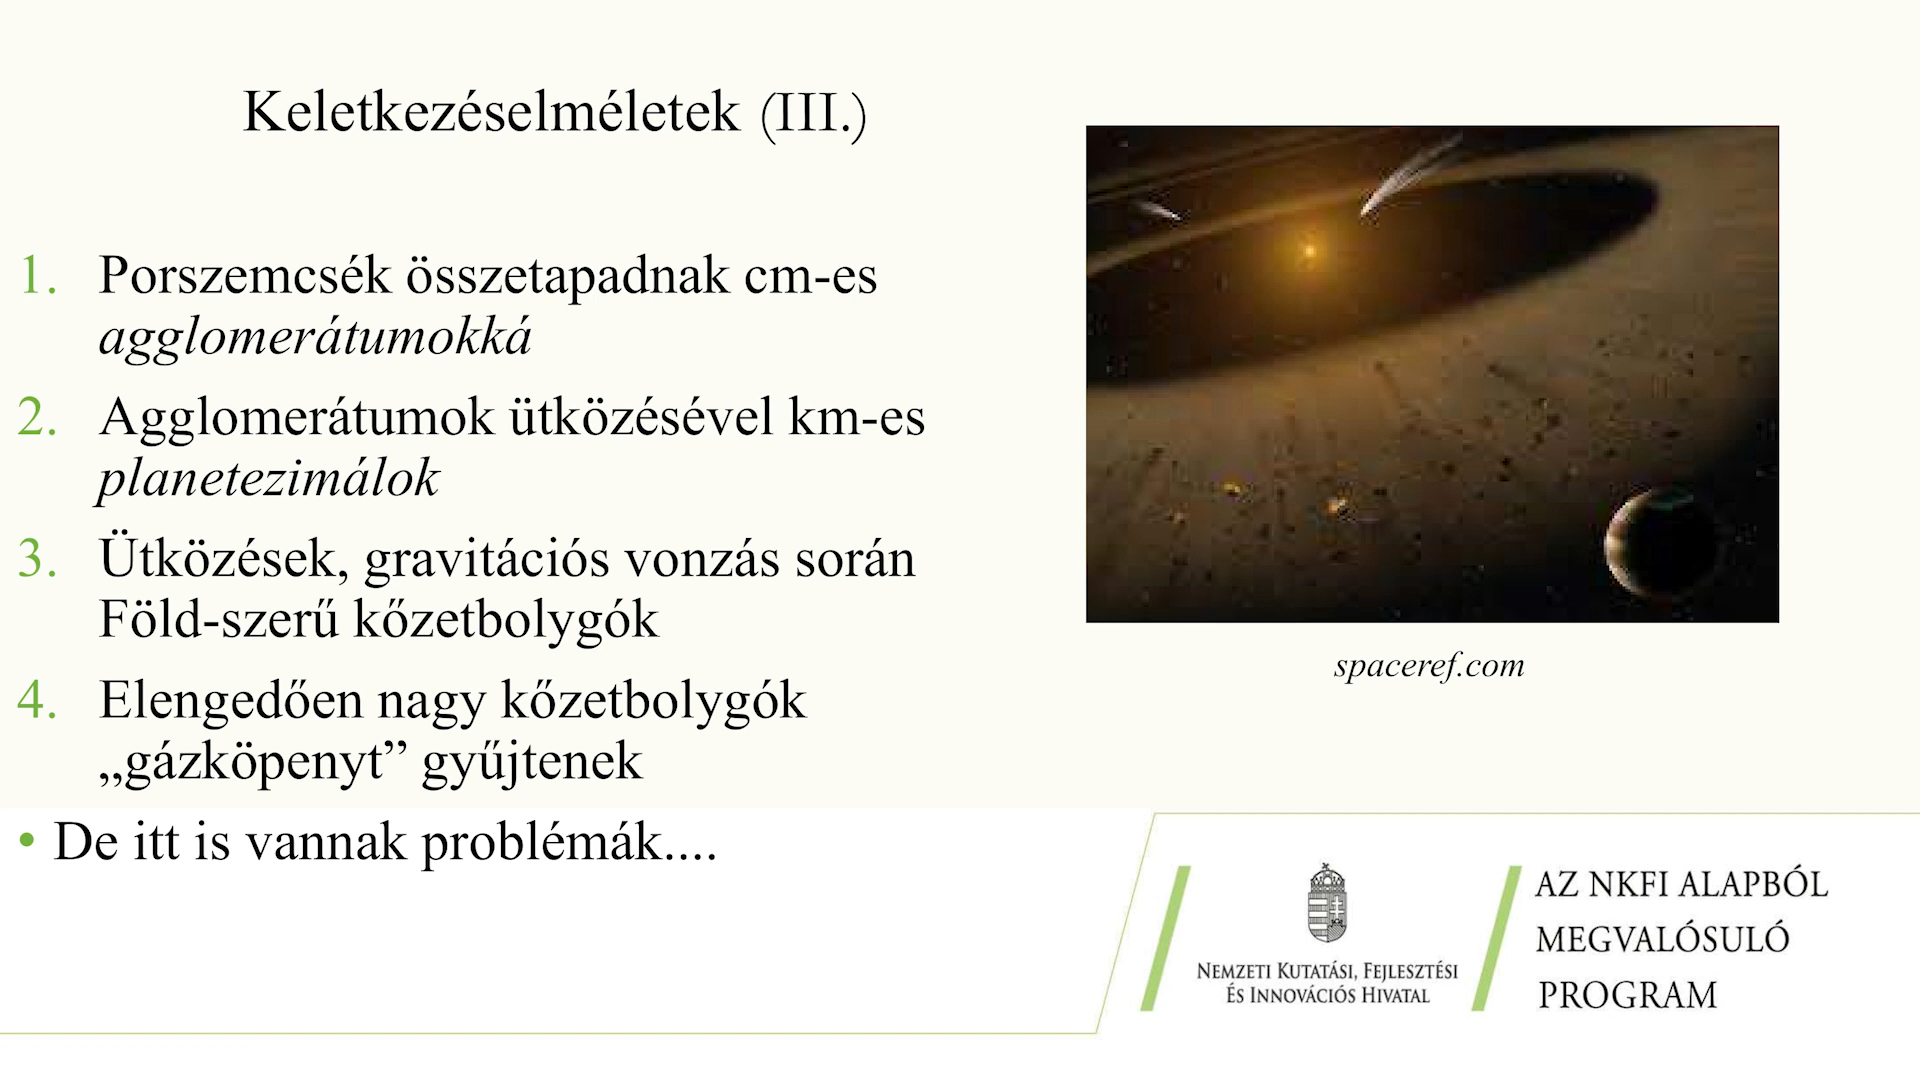 Keletkezéselméletek (III.)
1. Porszemcsék összetapadnak cm-es
agglomerátumokká
2. Agglomerátumok ütközésével km-es
planetezimálok
3. Ütközések, gravitációs vonzás során
Föld-szerű kőzetbolygók
4. Elengedően nagy kőzetbolygók
„gázköpenyt” gyűjtenek
• De itt is vannak problémák....
spaceref.com
NEMZETI KUTATÁSI, FEJLESZTÉSI
ÉS INNOVÁCIÓS HIVATAL
AZ NKFI ALAPBÓL
MEGVALÓSULÓ
PROGRAM